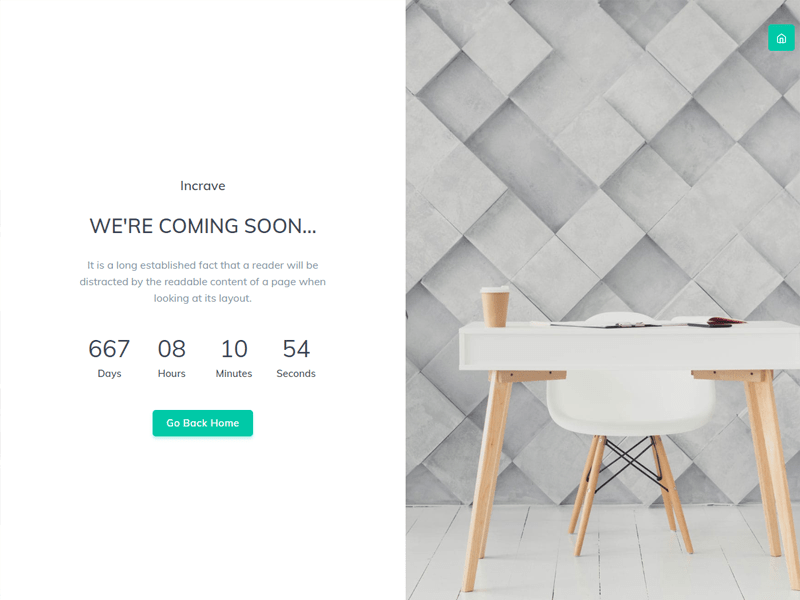 Incrave
WE'RE COMING SOON...
It is a long established fact that a reader will be
distracted by the readable content of a page when
looking at its layout.
667 08 10 54
Days Hours Minutes Seconds
Go Back Home